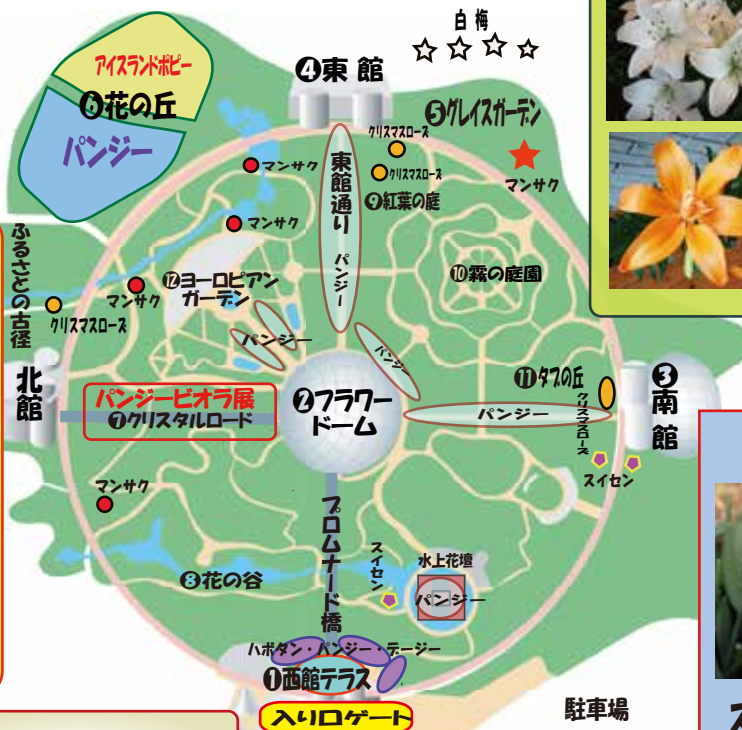 白梅
アイスランドポピー
❻花の丘
パンジー
❹東 館
❺グレイスガーデン
クリスマスローズ
クリスマスローズ
❾紅葉の庭
マンサク
マンサク
マンサク
東館通り
パンジー
ふるさとの古径
クリスマスローズ
マンサク
⓬ヨーロピアン
ガーデン
パンジー
❿霧の庭園
パンジー
北館
パンジービオラ展
❼クリスタルロード
❷フラワー
ドーム
パンジー
⓫タブの丘
クリスマスローズ
❸南館
スイセン
マンサク
プロムナード橋
❽花の谷
スイセン
水上花壇
パンジー
ハボタン・パンジー・デージー
❶西館テラス
入り口ゲート
駐車場